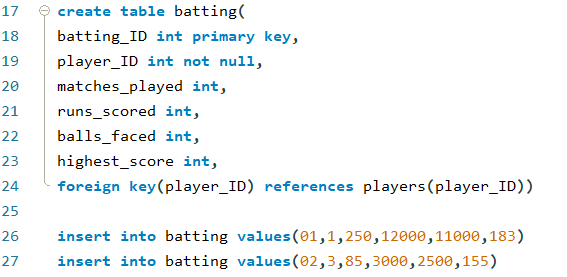 17 create table batting(
18 batting_ID int primary key,
19 player_ID int not null,
20 matches_played int,
21 runs_scored int,
22 balls_faced int,
23 highest_score int,
24 foreign key(player_ID) references players(player_ID))
25
26 insert into batting values(01,1,250,12000,11000,183)
27 insert into batting values(02,3,85,3000,2500,155)